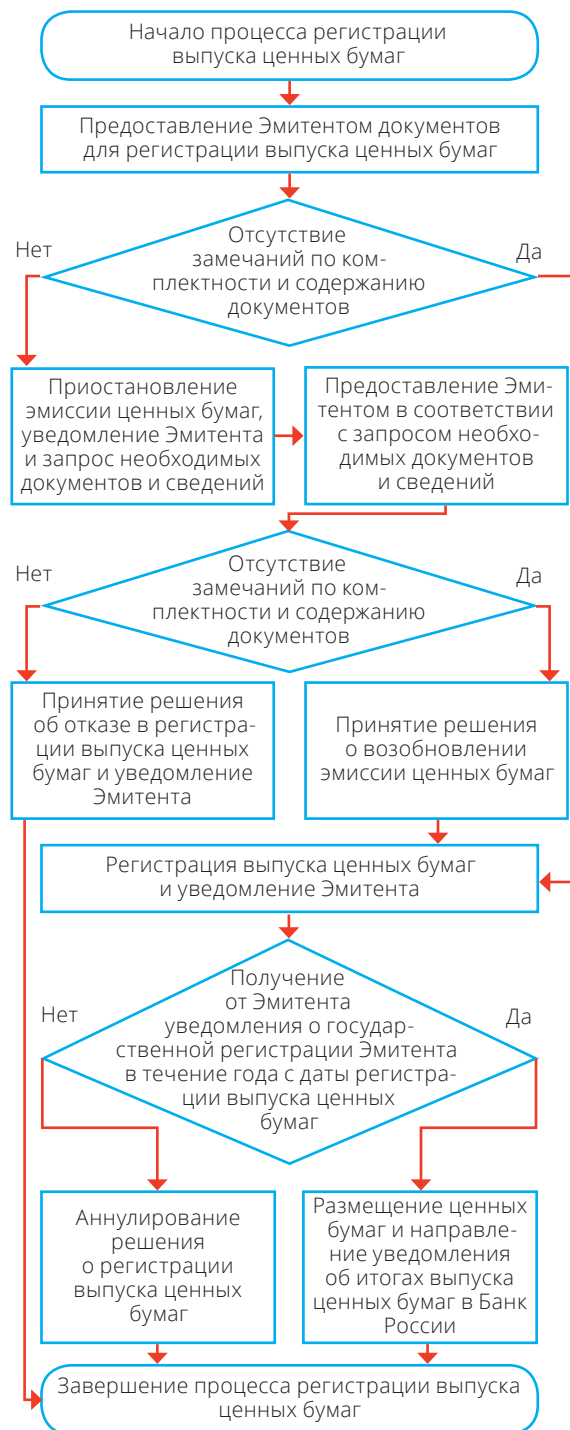 Начало процесса регистрации
выпуска ценных бумаг
Предоставление Эмитентом документов
для регистрации выпуска ценных бумаг
Нет
Отсутствие
замечаний по ком-
плектности и содержанию
документов
Да
Приостановление
эмиссии ценных бумаг,
уведомление Эмитента
и запрос необходимых
документов и сведений
Предоставление Эми-
тентом в соответствии
с запросом необхо-
димых документов
и сведений
Нет
Отсутствие
замечаний по ком-
плектности и содержанию
документов
Да
Принятие решения
об отказе в регистра-
ции выпуска ценных
бумаг и уведомление
Эмитента
Принятие решения
о возобновлении
эмиссии ценных бумаг
Регистрация выпуска ценных бумаг
и уведомление Эмитента
Нет
Получение
от Эмитента
уведомления о государ-
ственной регистрации Эмитента
в течение года с даты регистра-
ции выпуска ценных
бумаг
Да
Аннулирование
решения
о регистрации
выпуска ценных
бумаг
Размещение ценных
бумаг и направле-
ние уведомления
об итогах выпуска
ценных бумаг в Банк
России
Завершение процесса регистрации выпуска
ценных бумаг